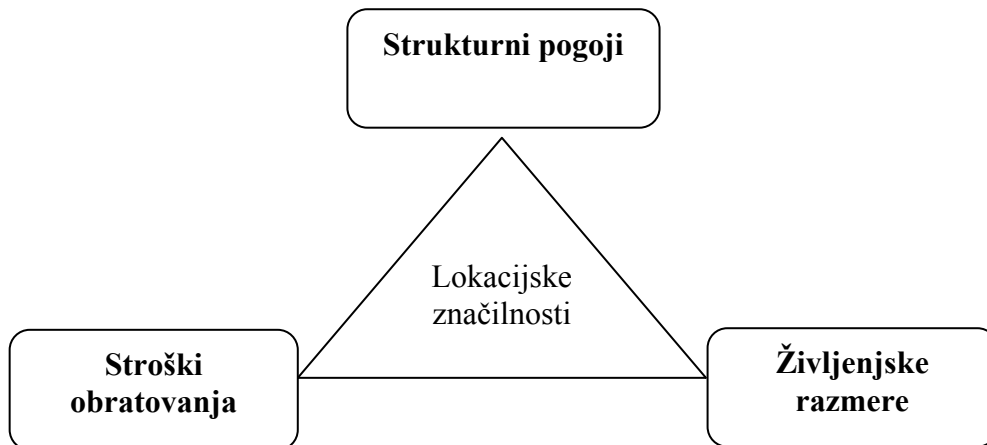 Strukturni pogoji
Lokacijske
značilnosti
Stroški
obratovanja
Življenjske
razmere